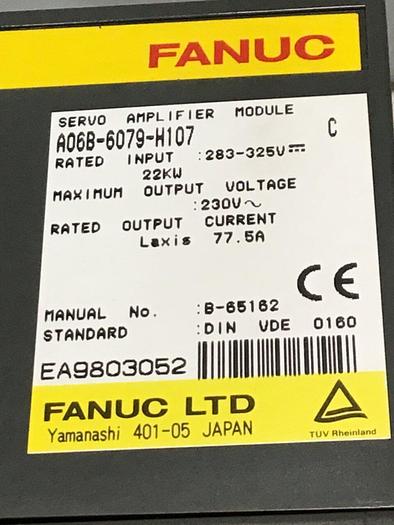 FANUC
SERVO AMPLIFIER MODULE
A06B-6079-H107 C
RATED INPUT :283-325V⎓
22KW
MAXIMUM OUTPUT VOLTAGE
:230V～
RATED OUTPUT CURRENT
Laxis 77.5A
CE
MANUAL No. :B-65162
STANDARD :DIN VDE 0160
EA9803052
FANUC LTD
Yamanashi 401-05 JAPAN
TUV Rheinland